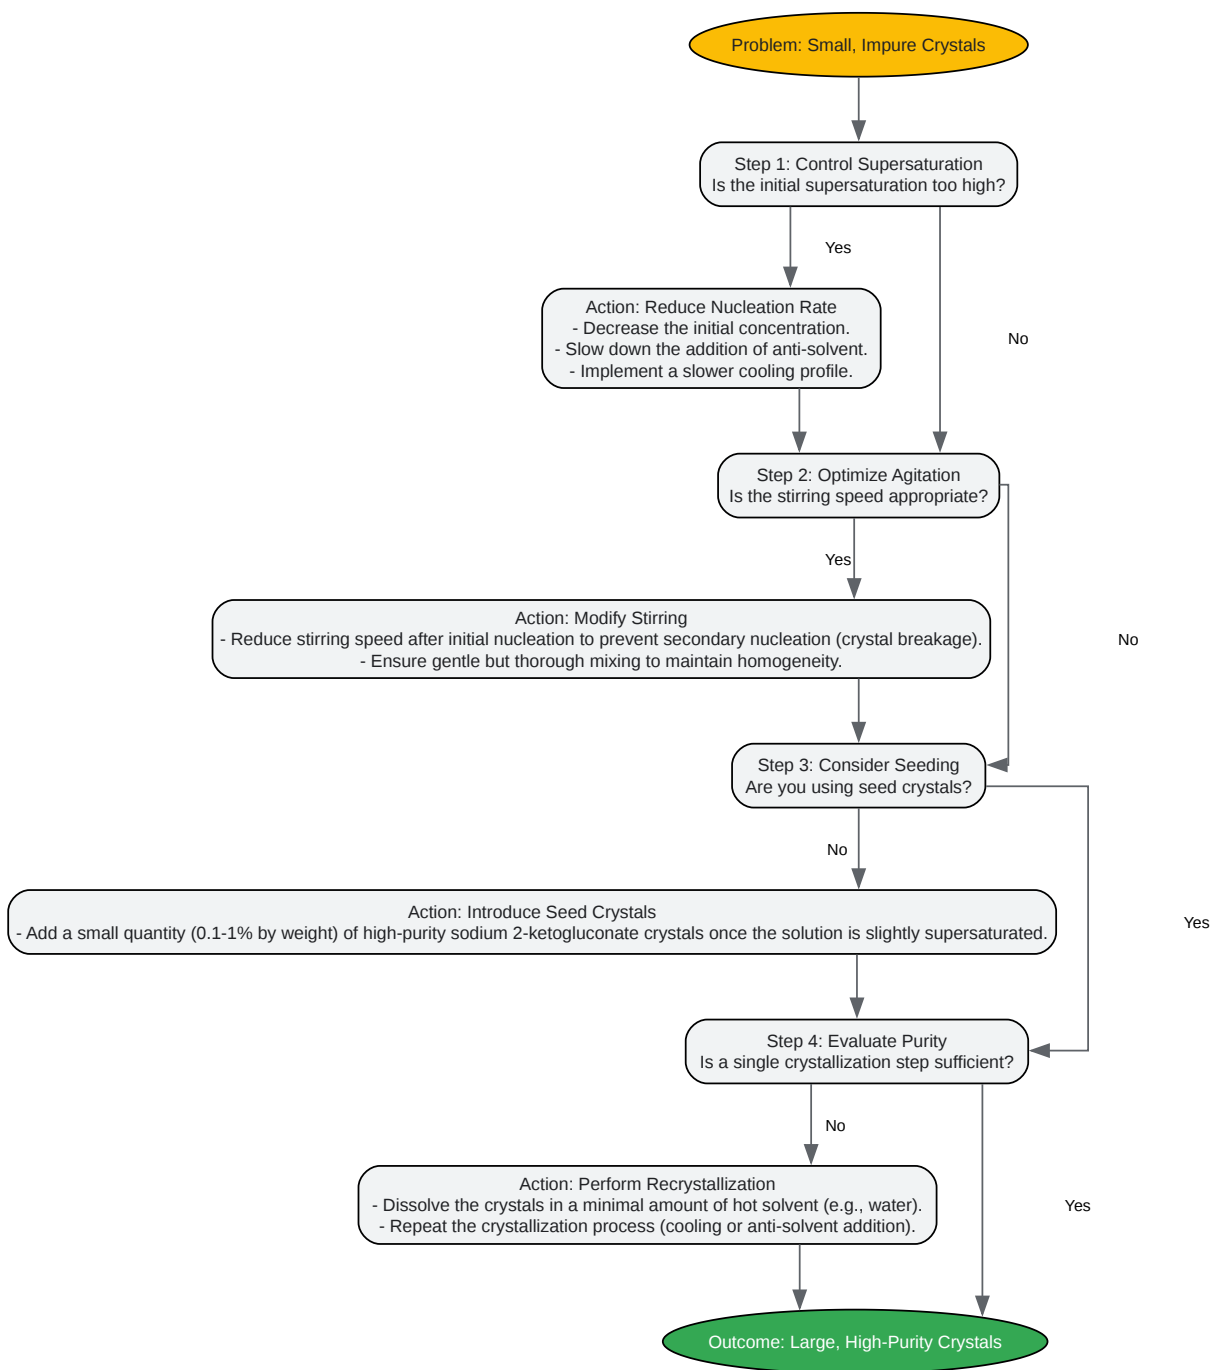 Problem: Small, Impure Crystals
Step 1: Control Supersaturation
Is the initial supersaturation too high?
Yes
Action: Reduce Nucleation Rate
- Decrease the initial concentration.
- Slow down the addition of anti-solvent.
- Implement a slower cooling profile.
No
Step 2: Optimize Agitation
Is the stirring speed appropriate?
Yes
Action: Modify Stirring
- Reduce stirring speed after initial nucleation to prevent secondary nucleation (crystal breakage).
- Ensure gentle but thorough mixing to maintain homogeneity.
No
Step 3: Consider Seeding
Are you using seed crystals?
No
Action: Introduce Seed Crystals
- Add a small quantity (0.1-1% by weight) of high-purity sodium 2-ketogluconate crystals once the solution is slightly supersaturated.
Yes
Step 4: Evaluate Purity
Is a single crystallization step sufficient?
No
Action: Perform Recrystallization
- Dissolve the crystals in a minimal amount of hot solvent (e.g., water).
- Repeat the crystallization process (cooling or anti-solvent addition).
Yes
Outcome: Large, High-Purity Crystals